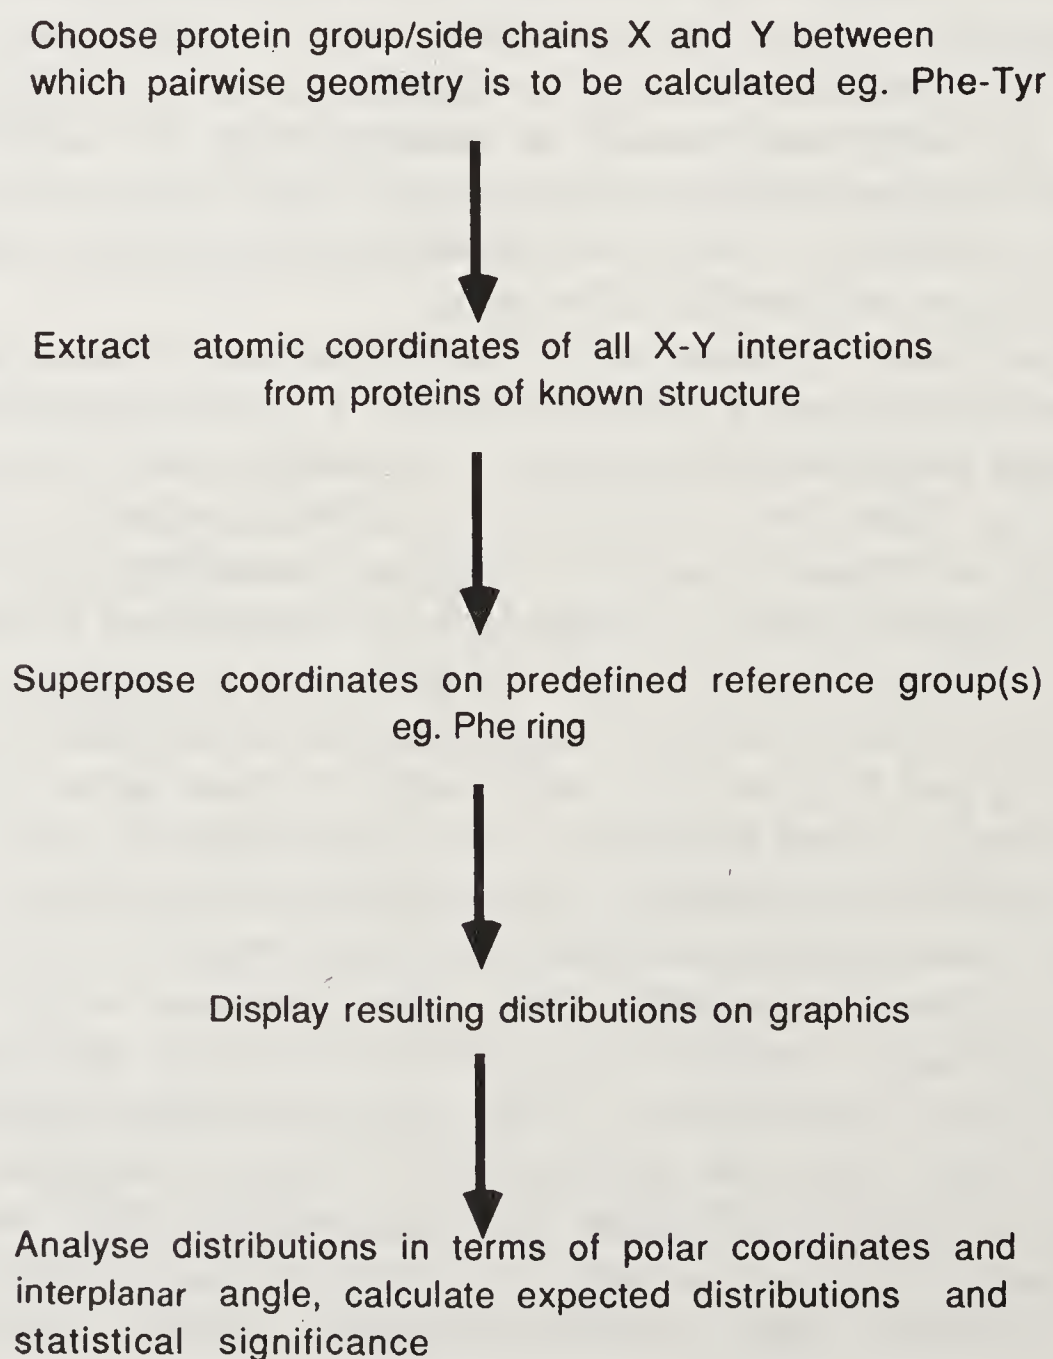 Choose protein group/side chains X and Y between
which pairwise geometry is to be calculated eg. Phe-Tyr
Extract atomic coordinates of all X-Y interactions
from proteins of known structure
Superpose coordinates on predefined reference group(s)
eg. Phe ring
Display resulting distributions on graphics
Analyse distributions in terms of polar coordinates and
interplanar angle, calculate expected distributions and
statistical significance